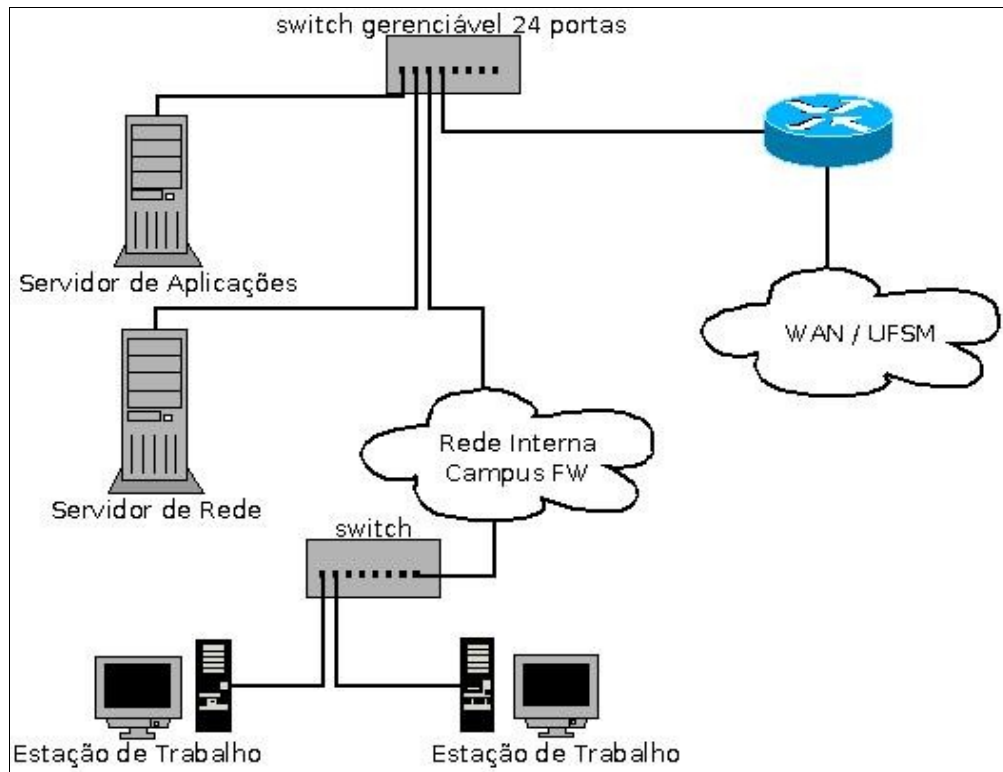 switch gerenciável 24 portas
Servidor de Aplicações
WAN / UFSM
Rede Interna
Campus FW
Servidor de Rede
switch
Estação de Trabalho
Estação de Trabalho